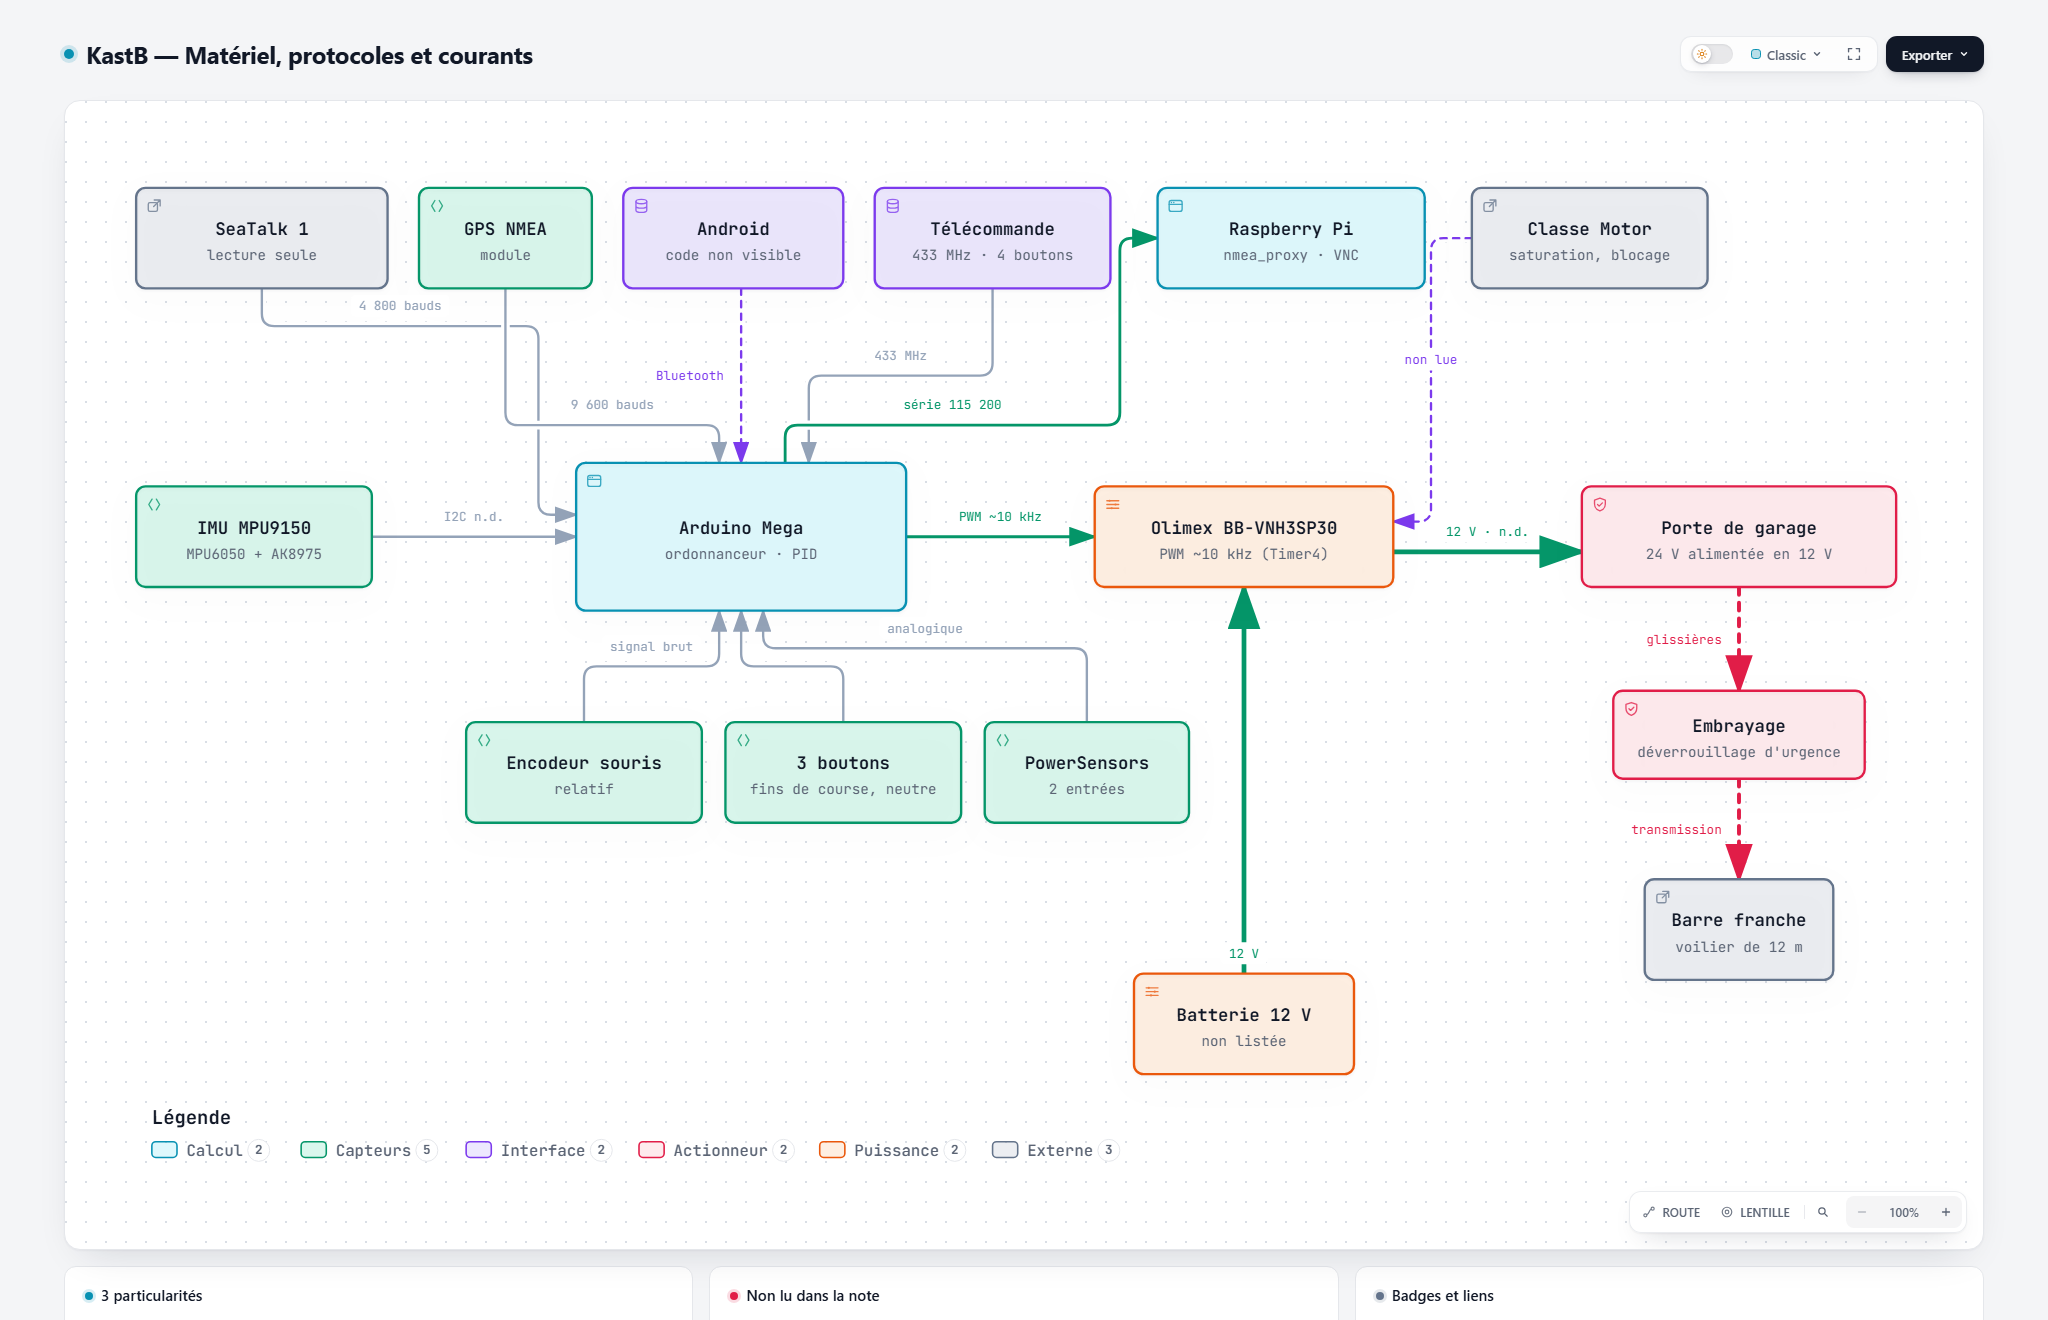 KastB — Matériel, protocoles et courants
Classic
Exporter
SeaTalk 1
lecture seule
GPS NMEA
module
Android
code non visible
Télécommande
433 MHz · 4 boutons
Raspberry Pi
nmea_proxy · VNC
Classe Motor
saturation, blocage
4 800 bauds
433 MHz
non lue
Bluetooth
9 600 bauds
série 115 200
IMU MPU9150
MPU6050 + AK8975
I2C n.d.
Arduino Mega
ordonnanceur · PID
PWM ~10 kHz
Olimex BB-VNH3SP30
PWM ~10 kHz (Timer4)
12 V · n.d.
Porte de garage
24 V alimentée en 12 V
signal brut
analogique
glissières
Encodeur souris
relatif
3 boutons
fins de course, neutre
PowerSensors
2 entrées
Embrayage
déverrouillage d'urgence
transmission
Barre franche
voilier de 12 m
12 V
Batterie 12 V
non listée
Légende
Calcul 2
Capteurs 5
Interface 2
Actionneur 2
Puissance 2
Externe 3
ROUTE
LENTILLE
100%
3 particularités
Non lu dans la note
Badges et liens